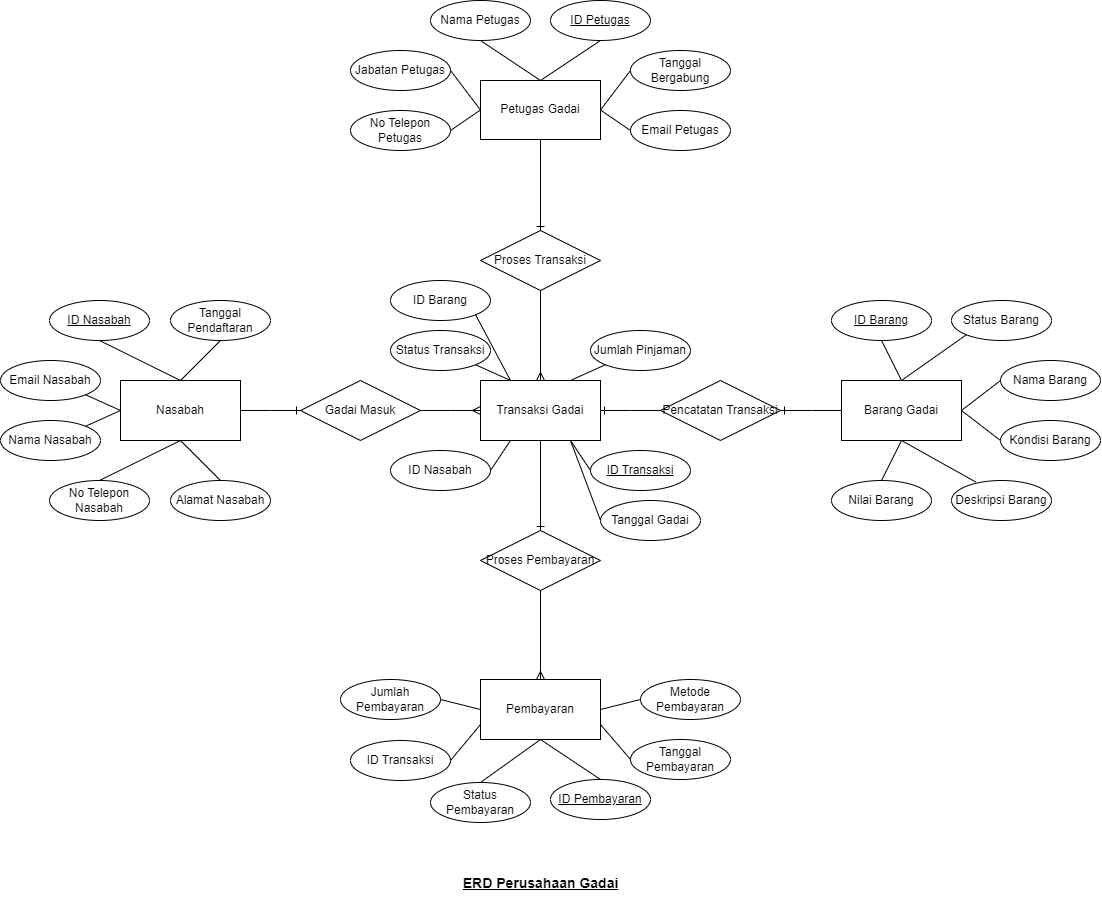 Nama Petugas
ID Petugas
Jabatan Petugas
Tanggal
Bergabung
No Telepon
Petugas
Petugas Gadai
Email Petugas
Proses Transaksi
ID Barang
ID Nasabah
Tanggal
Pendaftaran
Status Transaksi
Jumlah Pinjaman
ID Barang
Status Barang
Email Nasabah
Nama Barang
Nasabah
Gadai Masuk
Transaksi Gadai
Pencatatan Transaksi
Barang Gadai
Nama Nasabah
Kondisi Barang
No Telepon
Nasabah
Alamat Nasabah
ID Nasabah
ID Transaksi
Nilai Barang
Deskripsi Barang
Tanggal Gadai
Proses Pembayaran
Jumlah
Pembayaran
Pembayaran
Metode
Pembayaran
ID Transaksi
Tanggal
Pembayaran
Status
Pembayaran
ID Pembayaran
ERD Perusahaan Gadai